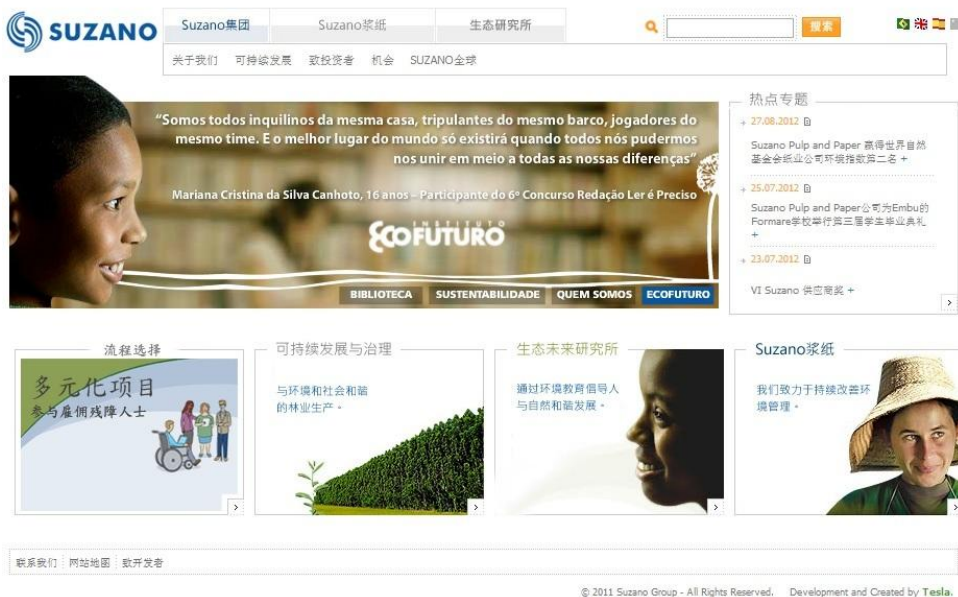 SUZANO
Suzano集团
Suzano浆纸
生态研究所
搜索
关于我们 可持续发展 致投资者 机会 SUZANO全球
“Somos todos inquilinos da mesma casa, tripulantes do mesmo barco, jogadores do
mesmo time. E o melhor lugar do mundo só existirá quando todos nós pudermos
nos unir em meio a todas as nossas diferenças”
Mariana Cristina da Silva Canhoto, 16 anos – Participante do 6º Concurso Redação Ler é Preciso
INSTITUTO
ECOFUTURO
BIBLIOTECA SUSTENTABILIDADE QUEM SOMOS ECOFUTURO
热点专题
27.08.2012
Suzano Pulp and Paper 赢得世界自然
基金会纸业公司环境指数第二名 +
25.07.2012
Suzano Pulp and Paper公司为Embu的
Formare学校举行第三届学生毕业典礼
+
23.07.2012
VI Suzano 供应商奖 +
流程选择
多元化项目
参与雇佣残障人士
可持续发展与治理
与环境和社会和谐
的林业生产。
生态未来研究所
通过环境教育倡导人
与自然和谐发展。
Suzano浆纸
我们致力于持续改善环
境管理。
联系我们 网站地图 致开发者
© 2011 Suzano Group - All Rights Reserved. Development and Created by Tesla.